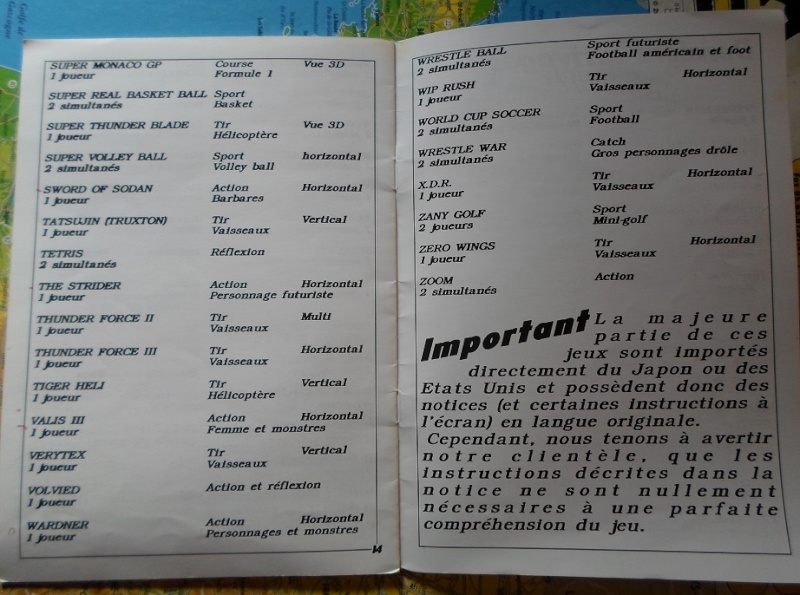 Golfe de
Gascogne
SUPER MONACO GP Course Vue 3D
1 joueur Formule 1
SUPER REAL BASKET BALL Sport
2 simultanés Basket
SUPER THUNDER BLADE Tir Vue 3D
1 joueur Hélicoptère
SUPER VOLLEY BALL Sport horizontal
2 simultanés Volley ball
SWORD OF SODAN Action Horizontal
1 joueur Barbares
TATSUJIN (TRUXTON) Tir Vertical
1 joueur Vaisseaux
TETRIS Réflexion
2 simultanés
THE STRIDER Action Horizontal
1 joueur Personnage futuriste
THUNDER FORCE II Tir Multi
1 joueur Vaisseaux
THUNDER FORCE III Tir Horizontal
1 joueur Vaisseaux
TIGER HELI Tir Vertical
1 joueur Hélicoptère
VALIS III Action Horizontal
1 joueur Femme et monstres
VERYTEX Tir Vertical
1 joueur Vaisseaux
VOLVIED Action et réflexion
1 joueur
WARDNER Action Horizontal
1 joueur Personnages et monstres
14
WRESTLE BALL Sport futuriste
2 simultanés Football américain et foot
WIP RUSH Tir Horizontal
1 joueur Vaisseaux
WORLD CUP SOCCER Sport
2 simultanés Football
WRESTLE WAR Catch
2 simultanés Gros personnages drôle
X.D.R. Tir Horizontal
1 joueur Vaisseaux
ZANY GOLF Sport
2 joueurs Mini-golf
ZERO WINGS Tir Horizontal
1 joueur Vaisseaux
ZOOM Action
2 simultanés
Important La majeure
partie de ces
jeux sont importés
directement du Japon ou des
Etats Unis et possèdent donc des
notices (et certaines instructions à
l'écran) en langue originale.
Cependant, nous tenons à avertir
notre clientèle, que les
instructions décrites dans la
notice ne sont nullement
nécessaires à une parfaite
compréhension du jeu.